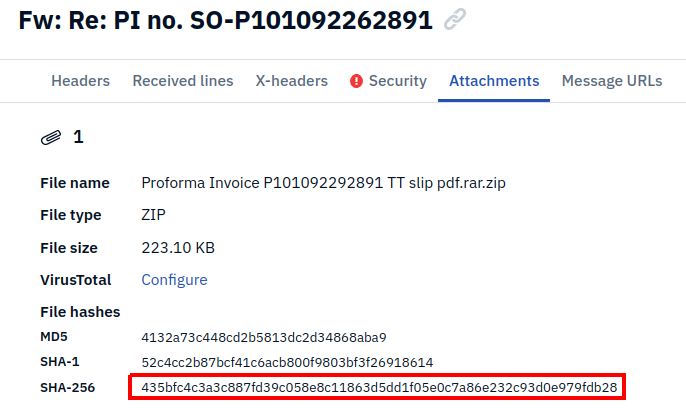 Fw: Re: PI no. SO-P101092262891
Headers Received lines X-headers Security Attachments Message URLs
1
File name Proforma Invoice P101092292891 TT slip pdf.rar.zip
File type ZIP
File size 223.10 KB
VirusTotal Configure
File hashes
MD5 4132a73c448cd2b5813dc2d34868aba9
SHA-1 52c4cc2b87bcf41c6acb800f9803bf3f26918614
SHA-256 435bfc4c3a3c887fd39c058e8c11863d5dd1f05e0c7a86e232c93d0e979fdb28